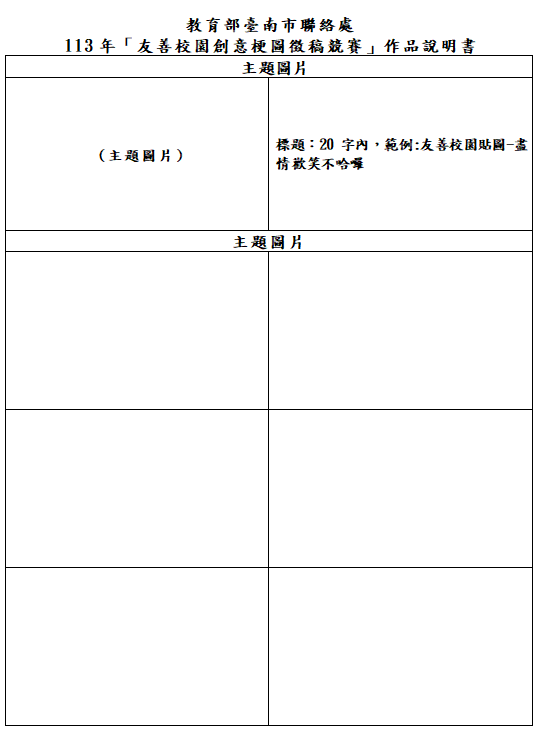 教育部臺南市聯絡處
113年「友善校園創意梗圖徵稿競賽」作品說明書
主題圖片
(主題圖片)
標題：20 字內，範例:友善校園貼圖-盡
情歡笑不哈囉
主題圖片